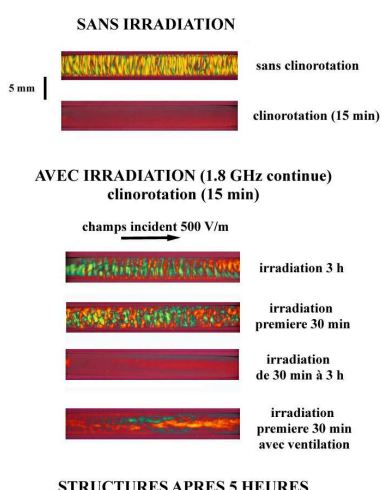 SANS IRRADIATION
sans clinorotation
5 mm
clinorotation (15 min)
AVEC IRRADIATION (1.8 GHz continue)
clinorotation (15 min)
champs incident 500 V/m
irradiation 3 h
irradiation
premiere 30 min
irradiation
de 30 min à 3 h
irradiation
premiere 30 min
avec ventilation
STRUCTURES APRES 5 HEURES